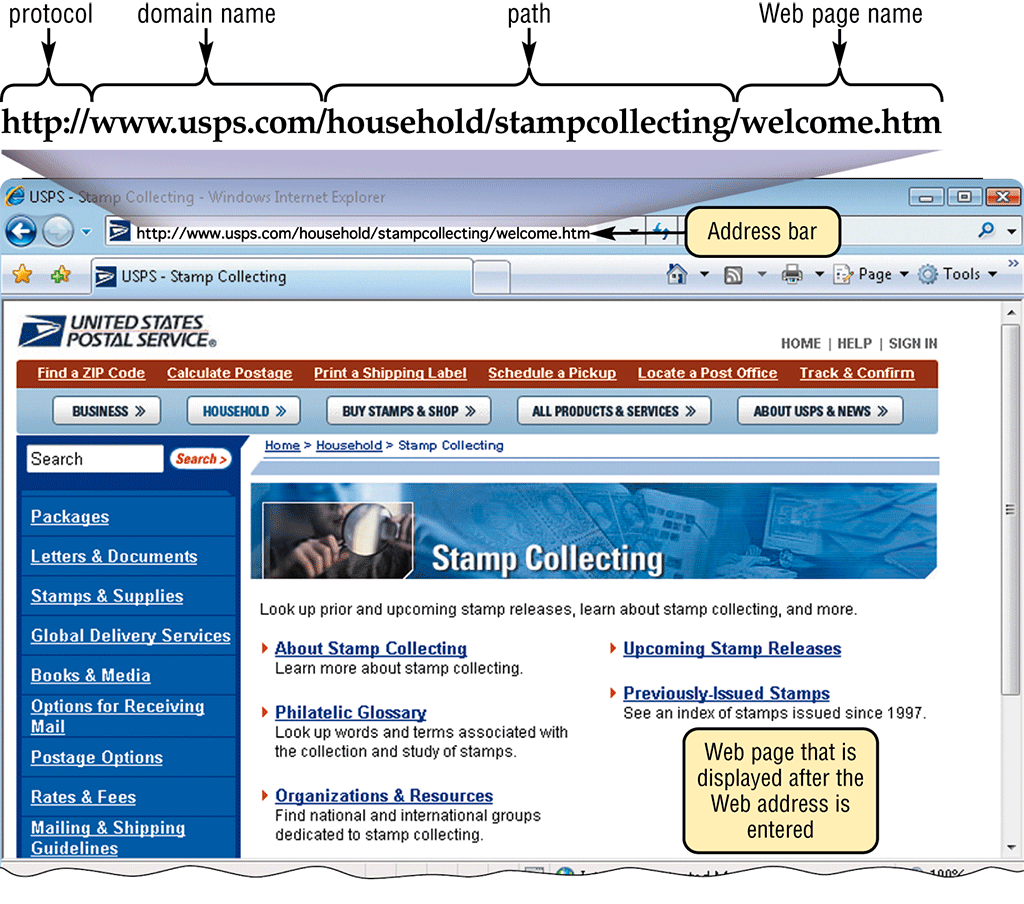 protocol domain name path Web page name
http://www.usps.com/household/stampcollecting/welcome.htm
USPS - Stamp Collecting - Windows Internet Explorer
http://www.usps.com/household/stampcollecting/welcome.htm
Address bar
USPS - Stamp Collecting
Page Tools »
UNITED STATES
POSTAL SERVICE®
HOME | HELP | SIGN IN
Find a ZIP Code Calculate Postage Print a Shipping Label Schedule a Pickup Locate a Post Office Track & Confirm
BUSINESS » HOUSEHOLD » BUY STAMPS & SHOP » ALL PRODUCTS & SERVICES » ABOUT USPS & NEWS »
Home > Household > Stamp Collecting
Search Search >
Packages
Letters & Documents
Stamps & Supplies
Global Delivery Services
Books & Media
Options for Receiving
Mail
Postage Options
Rates & Fees
Mailing & Shipping
Guidelines
Stamp Collecting
Look up prior and upcoming stamp releases, learn about stamp collecting, and more.
About Stamp Collecting
Learn more about stamp collecting.
Philatelic Glossary
Look up words and terms associated with
the collection and study of stamps.
Organizations & Resources
Find national and international groups
dedicated to stamp collecting.
Upcoming Stamp Releases
Previously-Issued Stamps
See an index of stamps issued since 1997.
Web page that is
displayed after the
Web address is
entered
100%